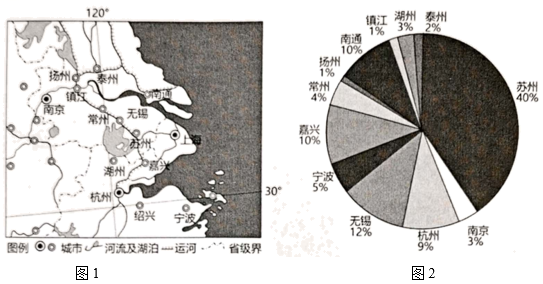 120°
扬州
泰州
镇江
南通
南京
常州
无锡
苏州
上海
湖州
嘉兴
杭州
绍兴
宁波
30°
图例 城市 河流及湖泊 运河 省级界
图1
镇江
1%
湖州
3%
泰州
2%
南通
10%
扬州
1%
常州
4%
嘉兴
10%
宁波
5%
无锡
12%
杭州
9%
南京
3%
苏州
40%
图2